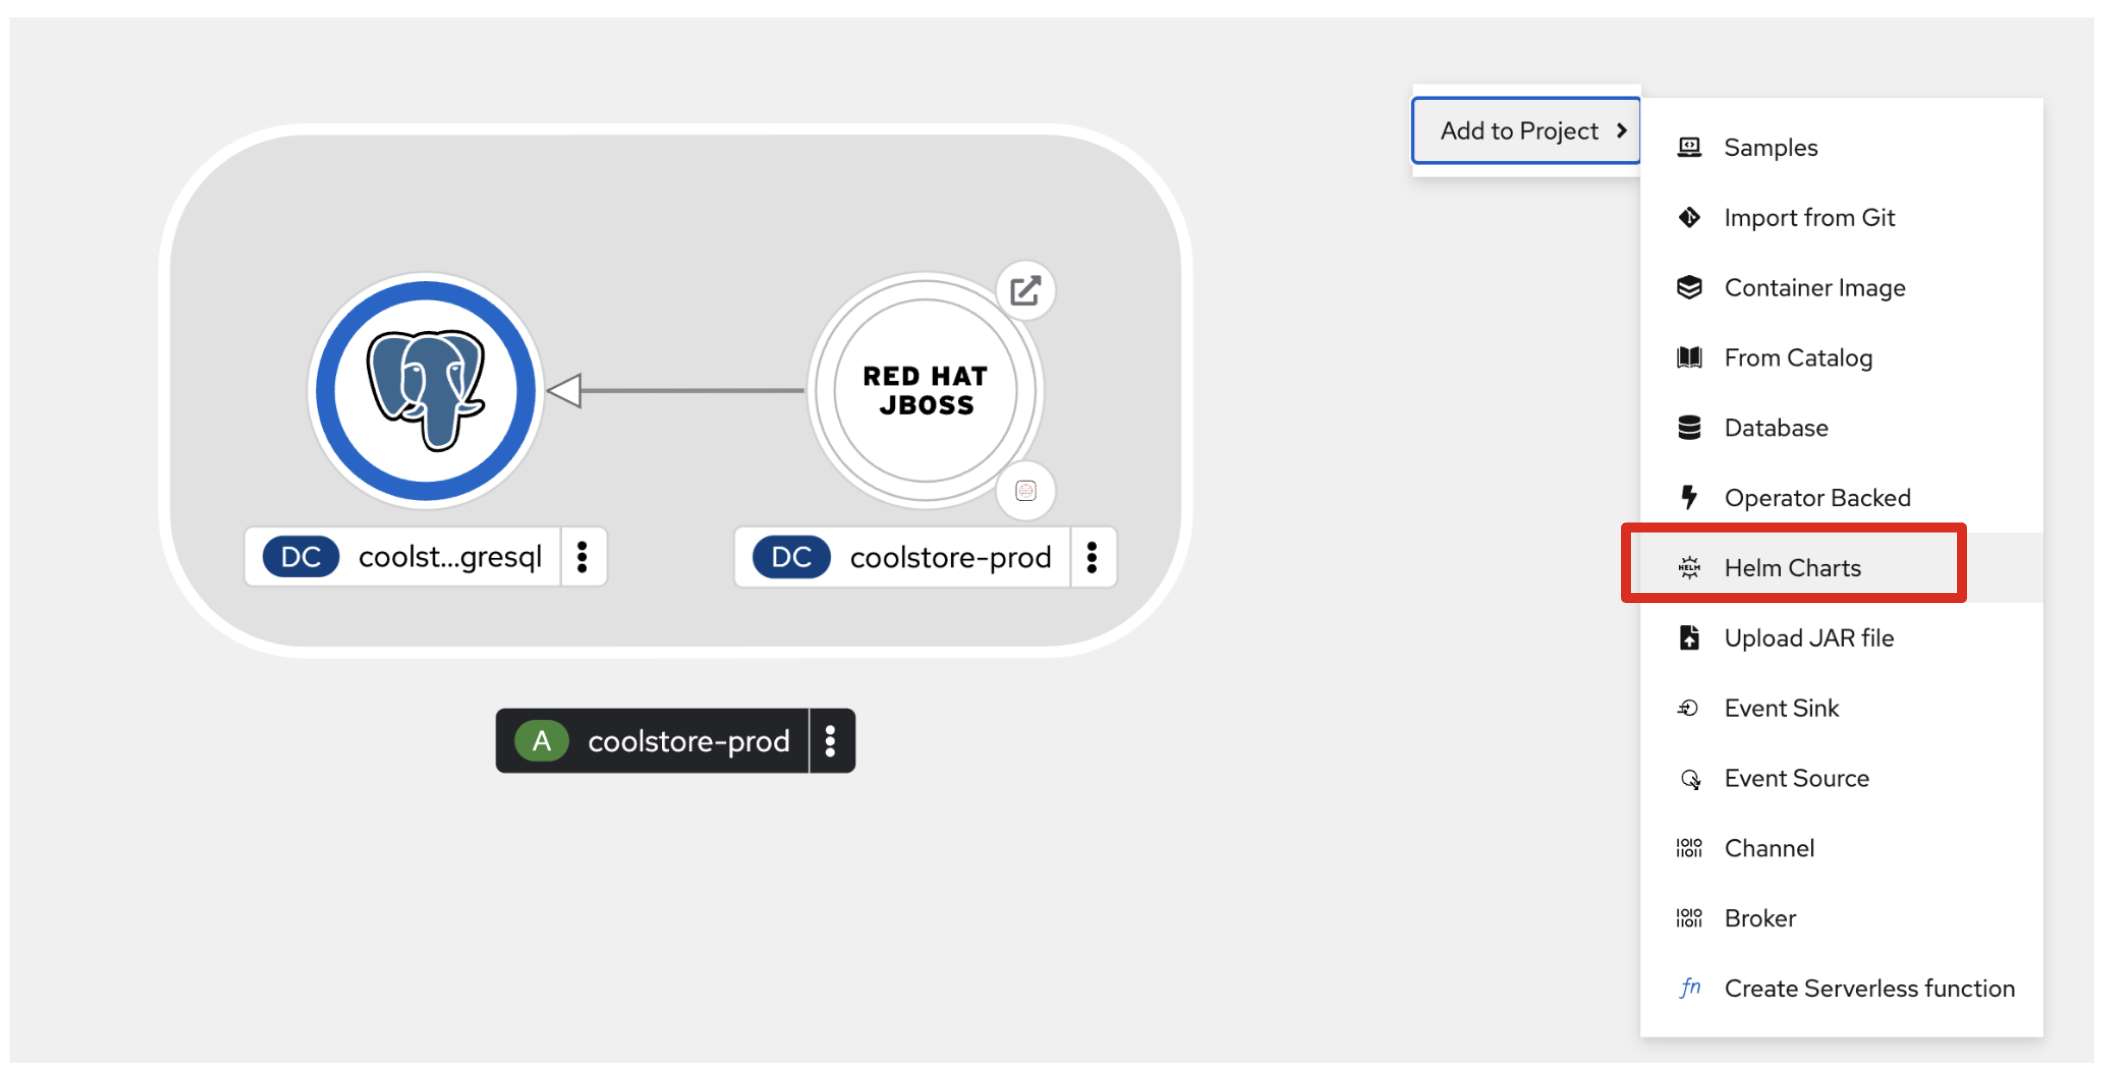 RED HAT
JBOSS
DC coolst...gresql
DC coolstore-prod
A coolstore-prod
Add to Project
Samples
Import from Git
Container Image
From Catalog
Database
Operator Backed
HELM Helm Charts
Upload JAR file
Event Sink
Event Source
Channel
Broker
fn Create Serverless function